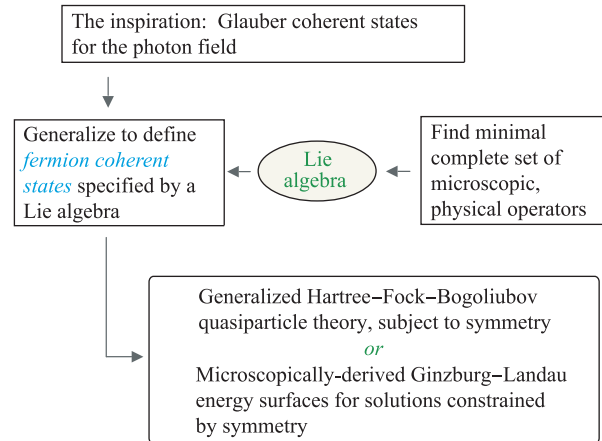 The inspiration: Glauber coherent states
for the photon field
Generalize to define
fermion coherent
states specified by a
Lie algebra
Lie
algebra
Find minimal
complete set of
microscopic,
physical operators
Generalized Hartree–Fock–Bogoliubov
quasiparticle theory, subject to symmetry
or
Microscopically-derived Ginzburg–Landau
energy surfaces for solutions constrained
by symmetry